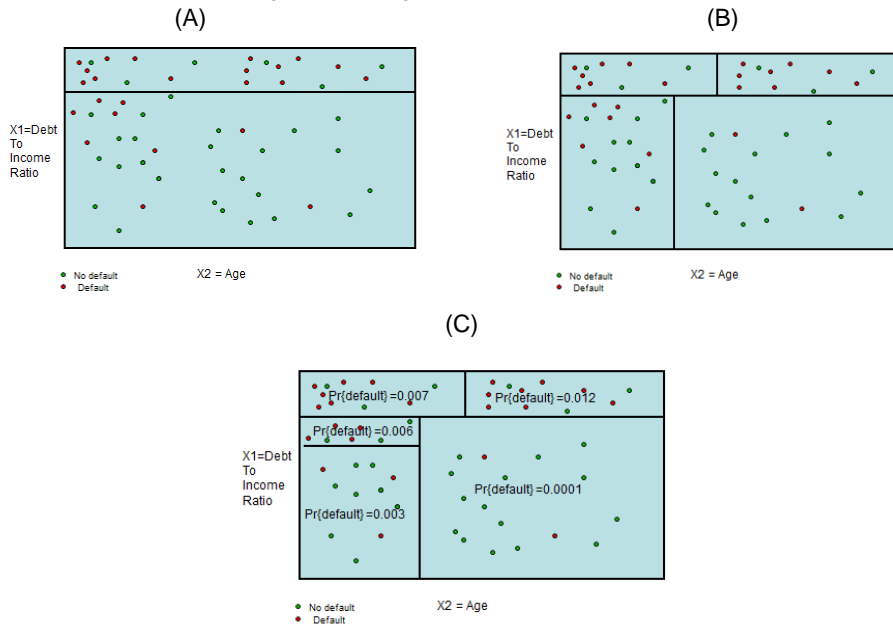 (A)
X1=Debt
To
Income
Ratio
No default
Default
X2 = Age
(B)
X1=Debt
To
Income
Ratio
No default
Default
X2 = Age
(C)
Pr{default}=0.007
Pr{default}=0.012
Pr{default}=0.006
X1=Debt
To
Income
Ratio
Pr{default}=0.0001
Pr{default}=0.003
No default
Default
X2 = Age